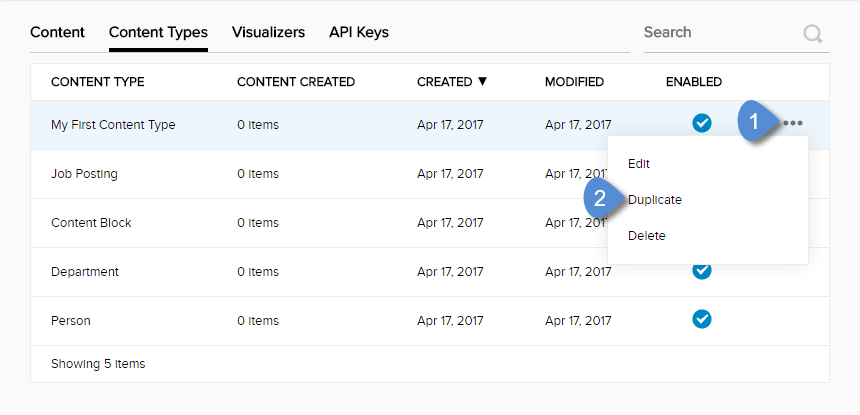 Content Content Types Visualizers API Keys Search
CONTENT TYPE CONTENT CREATED CREATED ▼ MODIFIED ENABLED
My First Content Type 0 items Apr 17, 2017 Apr 17, 2017 1
Edit
Job Posting 0 items Apr 17, 2017 Apr 17, 2017
2 Duplicate
Content Block 0 items Apr 17, 2017 Apr 17, 2017
Delete
Department 0 items Apr 17, 2017 Apr 17, 2017
Person 0 items Apr 17, 2017 Apr 17, 2017
Showing 5 items